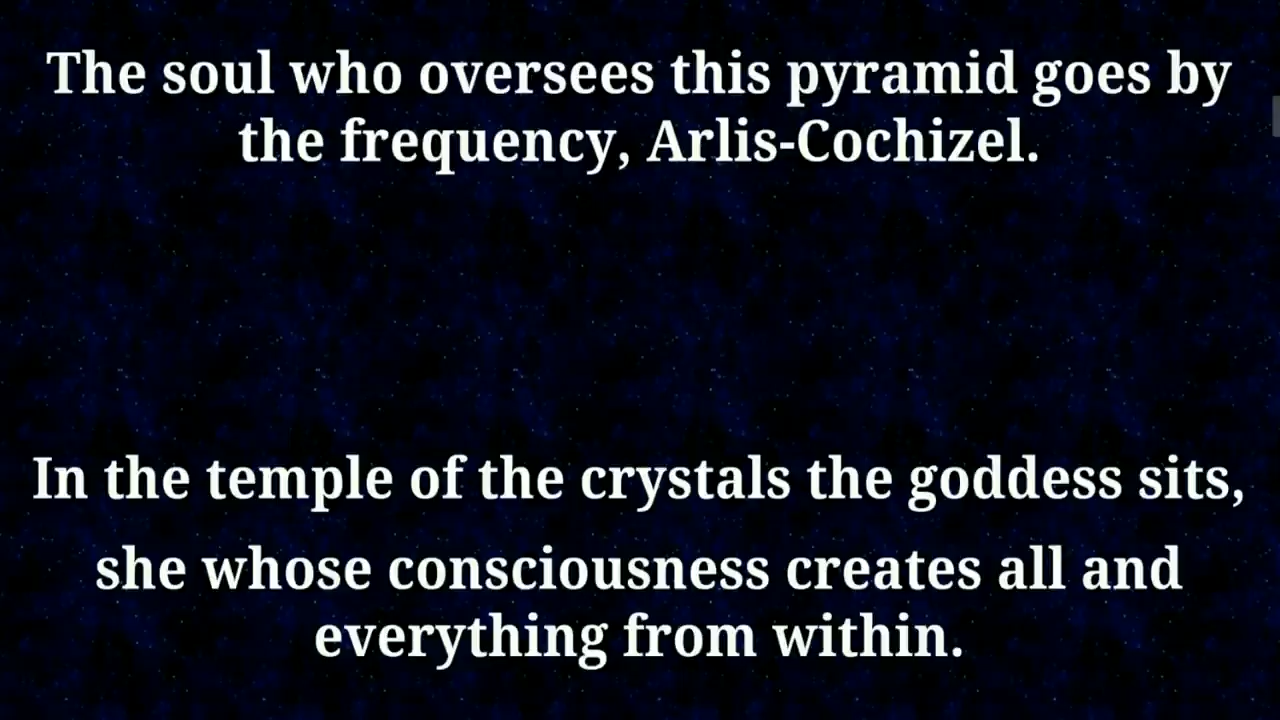 The soul who oversees this pyramid goes by
the frequency, Arlis-Cochizel.
In the temple of the crystals the goddess sits,
she whose consciousness creates all and
everything from within.